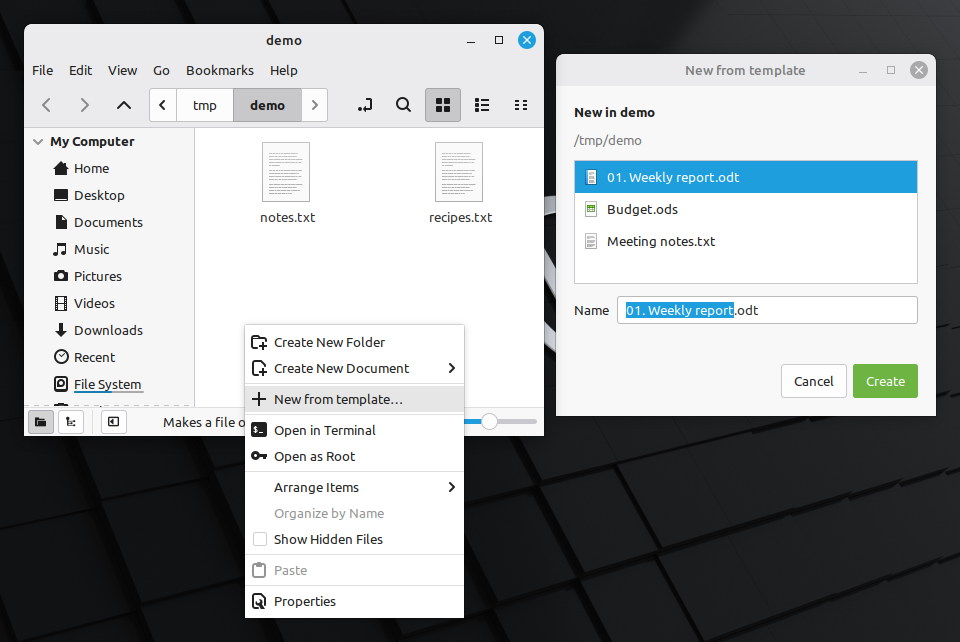 demo
File Edit View Go Bookmarks Help
tmp demo
My Computer
Home
Desktop
Documents
Music
Pictures
Videos
Downloads
Recent
File System
notes.txt
recipes.txt
Makes a file o
Create New Folder
Create New Document
New from template…
Open in Terminal
Open as Root
Arrange Items
Organize by Name
Show Hidden Files
Paste
Properties
New from template
New in demo
/tmp/demo
01. Weekly report.odt
Budget.ods
Meeting notes.txt
Name 01. Weekly report.odt
Cancel Create